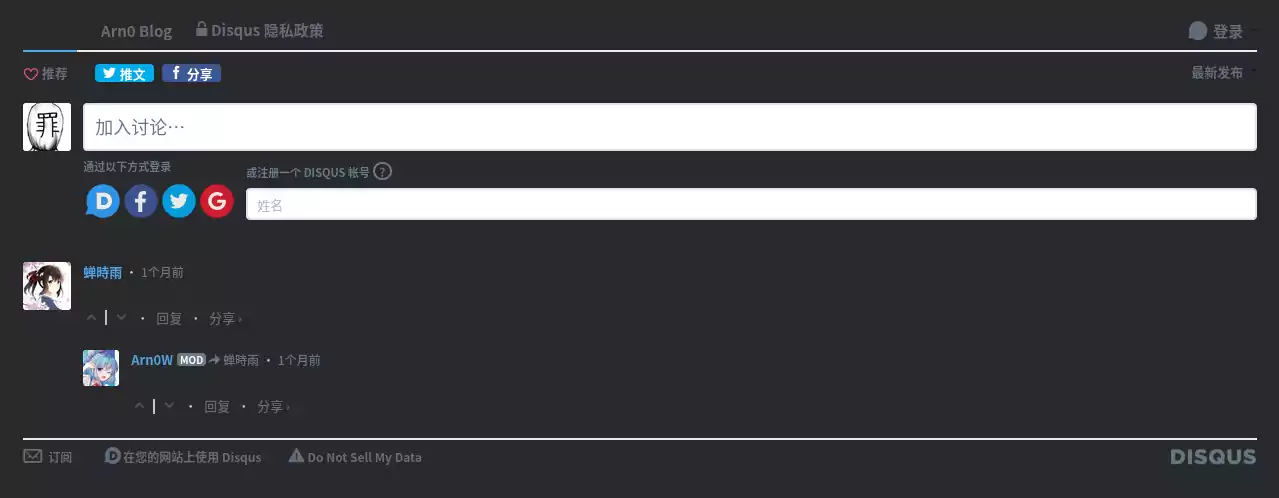 Arn0 Blog Disqus 隐私政策 登录
推荐 推文 分享 最新发布
罪
加入讨论…
通过以下方式登录
或注册一个 DISQUS 帐号 ?
D f G
姓名
蝉時雨 • 1个月前
• 回复 • 分享 ›
Arn0W MOD 蝉時雨 • 1个月前
• 回复 • 分享 ›
订阅 D 在您的网站上使用 Disqus Do Not Sell My Data DISQUS